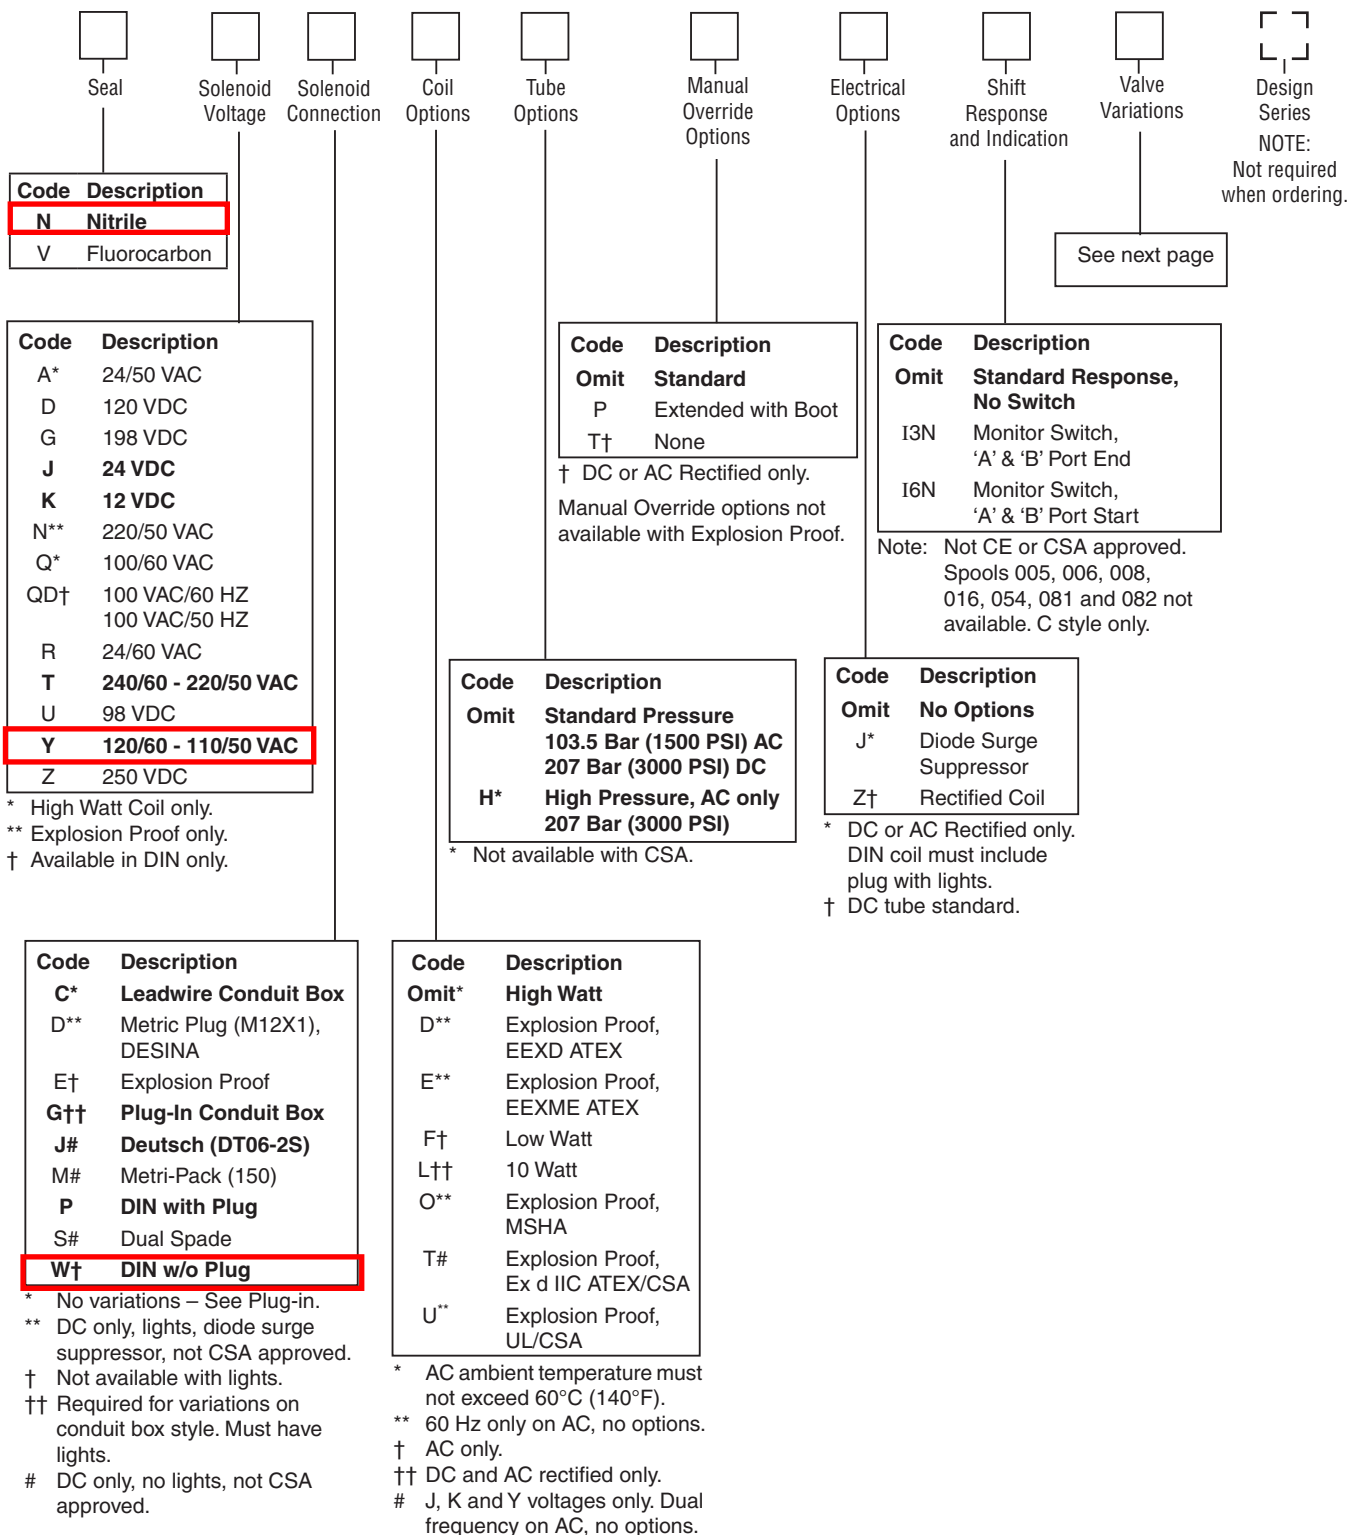 Seal
Solenoid
Voltage
Solenoid
Connection
Coil
Options
Tube
Options
Manual
Override
Options
Electrical
Options
Shift
Response
and Indication
Valve
Variations
Design
Series
NOTE:
Not required
when ordering.
Code Description
N Nitrile
V Fluorocarbon
See next page
Code Description
A* 24/50 VAC
D 120 VDC
G 198 VDC
J 24 VDC
K 12 VDC
N** 220/50 VAC
Q* 100/60 VAC
QD† 100 VAC/60 HZ
100 VAC/50 HZ
R 24/60 VAC
T 240/60 - 220/50 VAC
U 98 VDC
Y 120/60 - 110/50 VAC
Z 250 VDC
* High Watt Coil only.
** Explosion Proof only.
† Available in DIN only.
Code Description
Omit Standard
P Extended with Boot
T† None
† DC or AC Rectified only.
Manual Override options not
available with Explosion Proof.
Code Description
Omit Standard Response,
No Switch
I3N Monitor Switch,
‘A’ & ‘B’ Port End
I6N Monitor Switch,
‘A’ & ‘B’ Port Start
Note: Not CE or CSA approved.
Spools 005, 006, 008,
016, 054, 081 and 082 not
available. C style only.
Code Description
Omit Standard Pressure
103.5 Bar (1500 PSI) AC
207 Bar (3000 PSI) DC
H* High Pressure, AC only
207 Bar (3000 PSI)
* Not available with CSA.
Code Description
Omit No Options
J* Diode Surge
Suppressor
Z† Rectified Coil
* DC or AC Rectified only.
DIN coil must include
plug with lights.
† DC tube standard.
Code Description
C* Leadwire Conduit Box
D** Metric Plug (M12X1),
DESINA
E† Explosion Proof
G†† Plug-In Conduit Box
J# Deutsch (DT06-2S)
M# Metri-Pack (150)
P DIN with Plug
S# Dual Spade
W† DIN w/o Plug
* No variations – See Plug-in.
** DC only, lights, diode surge
suppressor, not CSA approved.
† Not available with lights.
†† Required for variations on
conduit box style. Must have
lights.
# DC only, no lights, not CSA
approved.
Code Description
Omit* High Watt
D** Explosion Proof,
EEXD ATEX
E** Explosion Proof,
EEXME ATEX
F† Low Watt
L†† 10 Watt
O** Explosion Proof,
MSHA
T# Explosion Proof,
Ex d IIC ATEX/CSA
U** Explosion Proof,
UL/CSA
* AC ambient temperature must
not exceed 60°C (140°F).
** 60 Hz only on AC, no options.
† AC only.
†† DC and AC rectified only.
# J, K and Y voltages only. Dual
frequency on AC, no options.